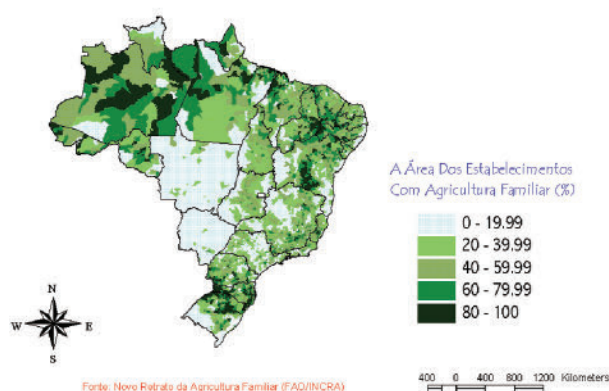 A Área Dos Estabelecimentos
Com Agricultura Familiar (%)
0 - 19.99
20 - 39.99
40 - 59.99
60 - 79.99
80 - 100
N
W E
S
Fonte: Novo Retrato da Agricultura Familiar (FAO/INCRA)
400 0 400 800 1200 Kilometers